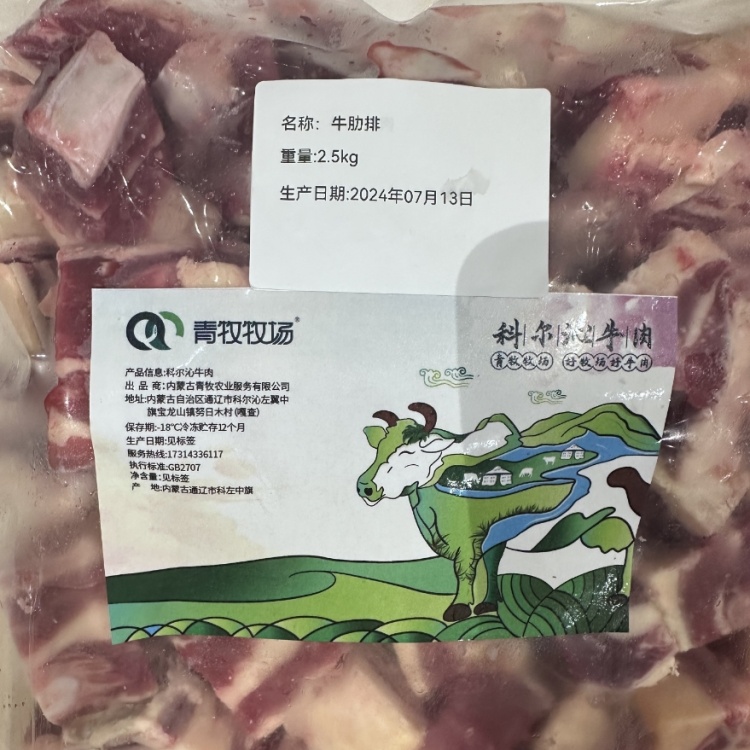 名称：牛肋排
重量:2.5kg
生产日期:2024年07月13日
青牧牧场®
科尔沁牛肉
青牧牧场 好牧场好牛肉
产品信息:科尔沁牛肉
出 品 商:内蒙古青牧农业服务有限公司
地址:内蒙古自治区通辽市科尔沁左翼中
旗宝龙山镇努日木村(嘎查)
保存期:-18℃冷冻贮存12个月
生产日期:见标签
服务热线:17314336117
执行标准:GB2707
净含量:见标签
产 地:内蒙古通辽市科左中旗